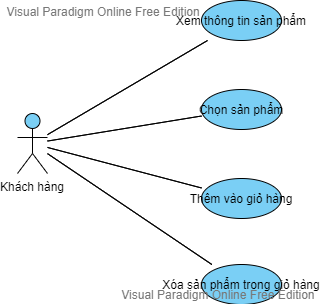 Visual Paradigm Online Free Edition
Xem thông tin sản phẩm
Chọn sản phẩm
Khách hàng
Thêm vào giỏ hàng
Xóa sản phẩm trong giỏ hàng
Visual Paradigm Online Free Edition